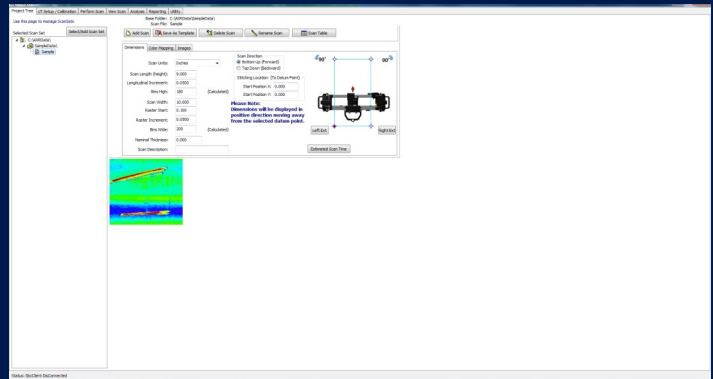 Project Tree UT Setup / Calibration Perform Scan View Scan Analysis Reporting Utility
Use this page to manage ScanSets
Base Folder: C:\AIRData\SampleData\
Scan File: Sample
Selected Scan Set
Select/Add Scan Set
Add Scan Save As Template Delete Scan Rename Scan Scan Table
C:\AIRData\
SampleData\
Sample
Dimensions Color Mapping Images
Scan Units: Inches
Scan Length (height): 9.000
Longitudinal Increment: 0.0500
Bins High: 180 (Calculated)
Scan Width: 10.000
Raster Start: 0.100
Raster Increment: 0.0500
Bins Wide: 200 (Calculated)
Nominal Thickness: 0.000
Scan Description:
Scan Direction
Bottom Up (Forward)
Top Down (Backward)
Stitching Location (To Datum Point)
Start Position X: 0.000
Start Position Y: 0.000
Please Note:
Dimensions will be displayed in
positive direction moving away
from the selected datum point.
90° 90°
Left Ext Right Ext
Estimated Scan Time